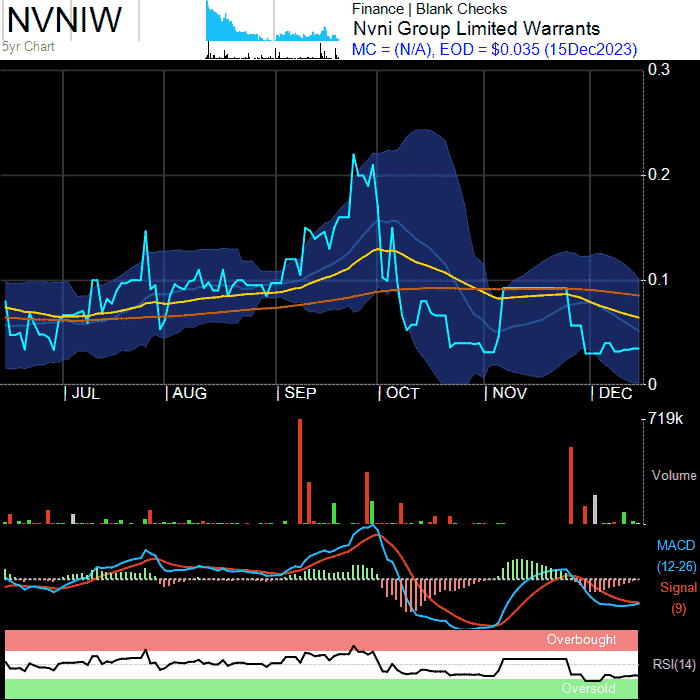 NVNIW
5yr Chart
Finance | Blank Checks
Nvni Group Limited Warrants
MC = (N/A), EOD = $0.035 (15Dec2023)
0.3
0.2
0.1
0
JUL AUG SEP OCT NOV DEC
719k
Volume
MACD
(12-26)
Signal
(9)
Overbought
RSI(14)
Oversold